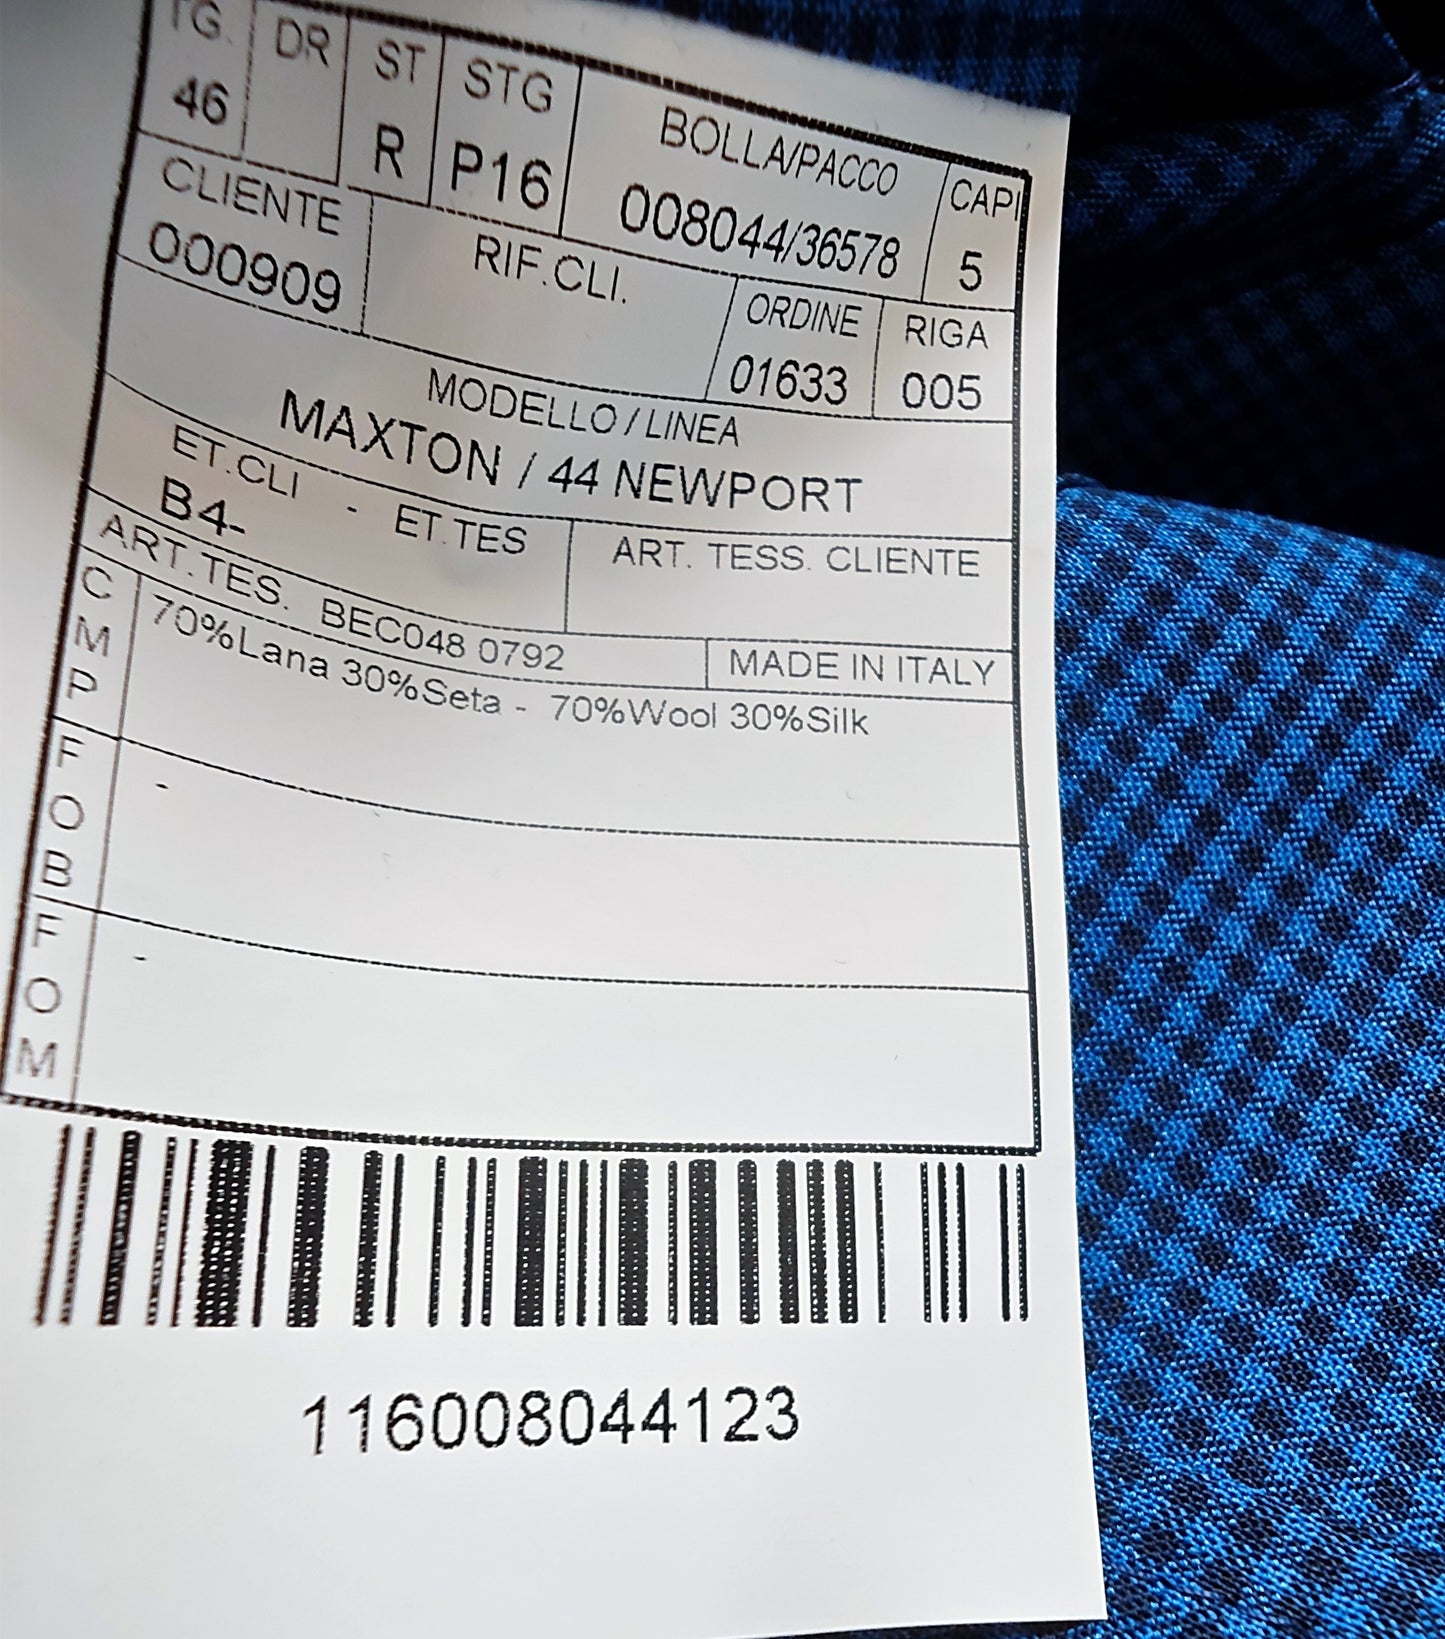 TG. DR ST STG BOLLA/PACCO CAPI
46 R P16 008044/36578 5
CLIENTE RIF.CLI. ORDINE RIGA
000909 01633 005
MODELLO/LINEA
MAXTON / 44 NEWPORT
ET.CLI - ET.TES ART. TESS. CLIENTE
B4-
ART.TES. BEC048 0792 MADE IN ITALY
CMP 70%Lana 30%Seta - 70%Wool 30%Silk
FOB -
FOM -
116008044123